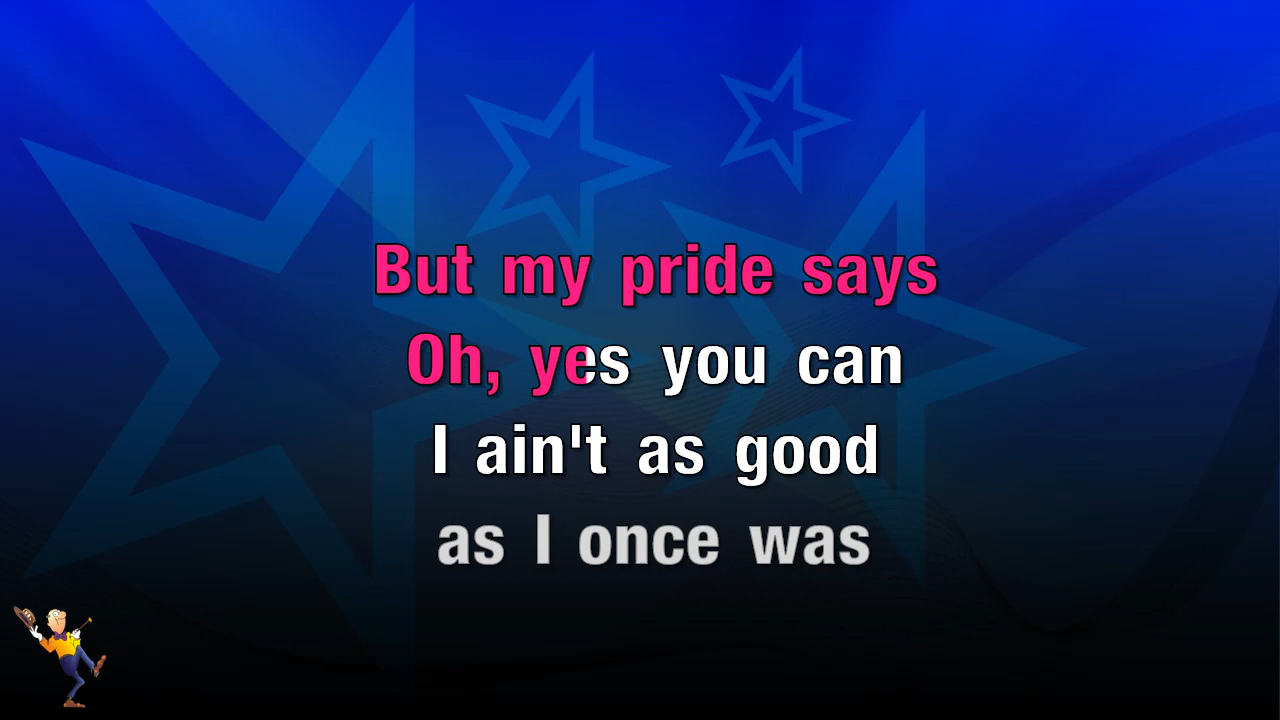 But my pride says
Oh, yes you can
I ain't as good
as I once was